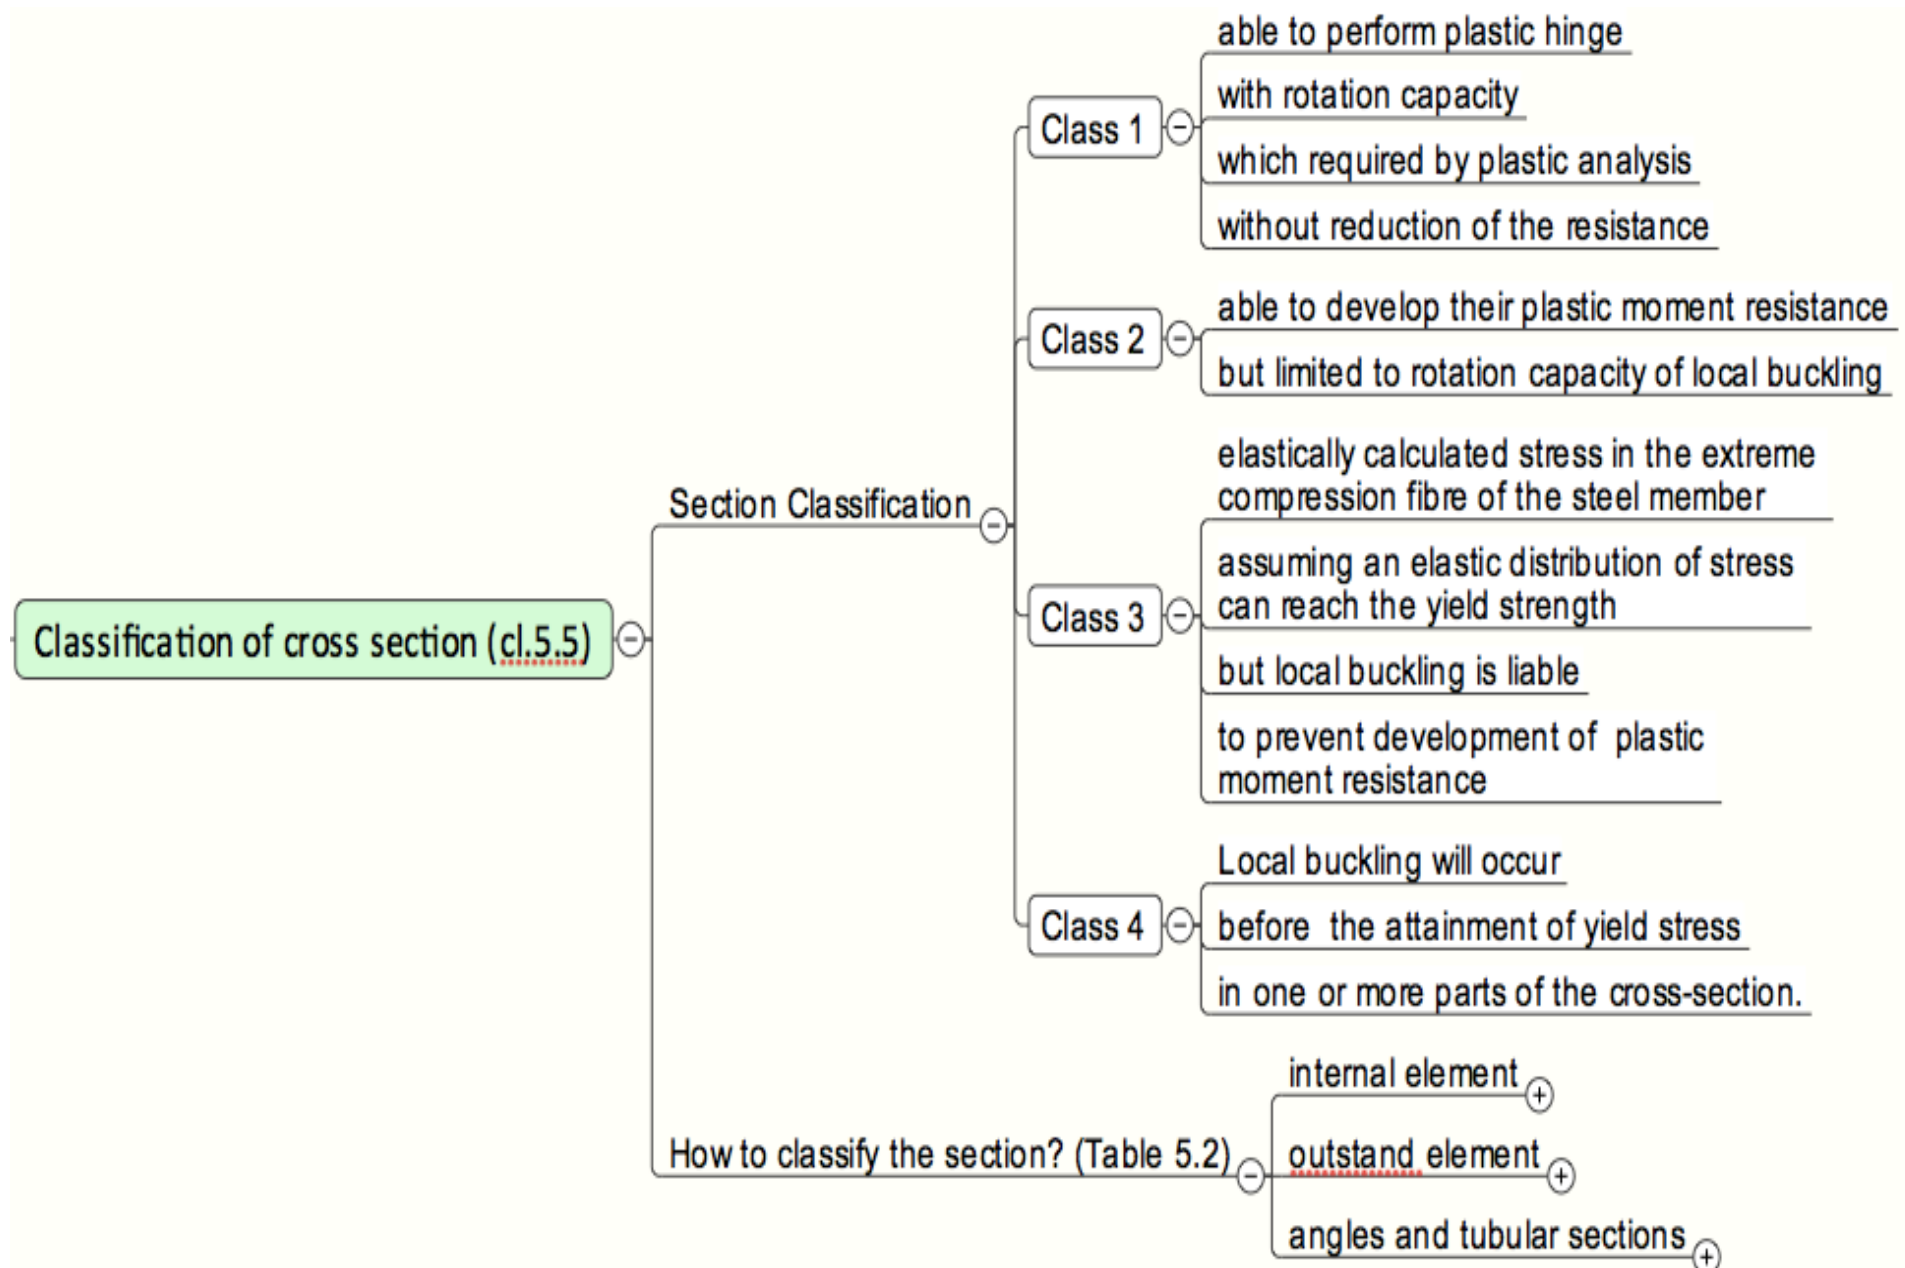 able to perform plastic hinge
with rotation capacity
Class 1
which required by plastic analysis
without reduction of the resistance
able to develop their plastic moment resistance
Class 2
but limited to rotation capacity of local buckling
elastically calculated stress in the extreme
compression fibre of the steel member
Section Classification
assuming an elastic distribution of stress
can reach the yield strength
Class 3
Classification of cross section (cl.5.5)
but local buckling is liable
to prevent development of plastic
moment resistance
Local buckling will occur
Class 4
before the attainment of yield stress
in one or more parts of the cross-section.
internal element
How to classify the section? (Table 5.2)
outstand element
angles and tubular sections